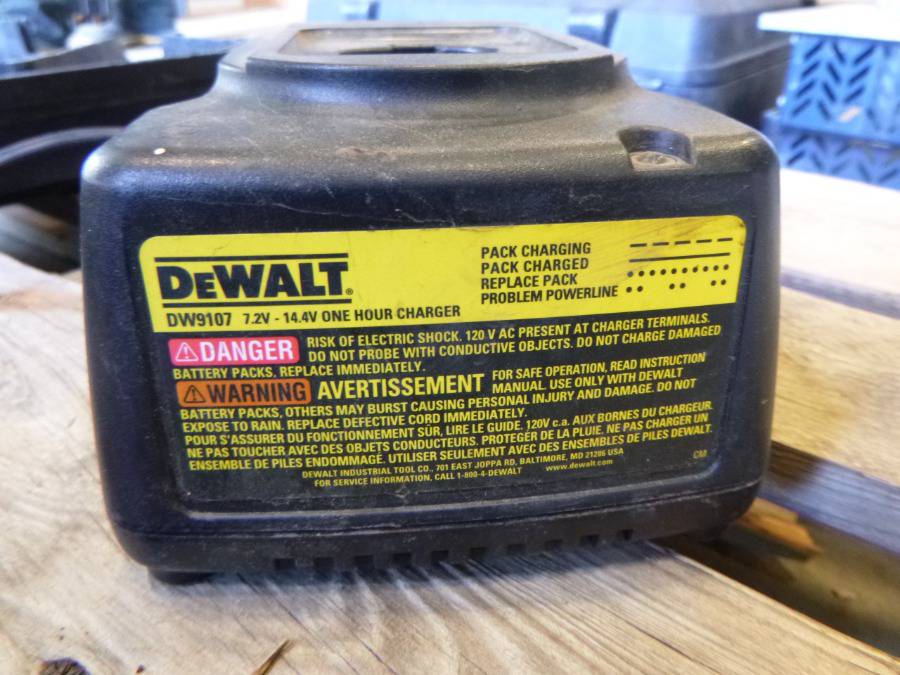 DEWALT®
DW9107 7.2V - 14.4V ONE HOUR CHARGER
PACK CHARGING
PACK CHARGED
REPLACE PACK
PROBLEM POWERLINE
DANGER RISK OF ELECTRIC SHOCK. 120 V AC PRESENT AT CHARGER TERMINALS.
DO NOT PROBE WITH CONDUCTIVE OBJECTS. DO NOT CHARGE DAMAGED
BATTERY PACKS. REPLACE IMMEDIATELY.
WARNING AVERTISSEMENT FOR SAFE OPERATION, READ INSTRUCTION
MANUAL. USE ONLY WITH DEWALT
BATTERY PACKS, OTHERS MAY BURST CAUSING PERSONAL INJURY AND DAMAGE. DO NOT
EXPOSE TO RAIN. REPLACE DEFECTIVE CORD IMMEDIATELY.
POUR S'ASSURER DU FONCTIONNEMENT SÛR, LIRE LE GUIDE. 120V c.a. AUX BORNES DU CHARGEUR.
NE PAS TOUCHER AVEC DES OBJETS CONDUCTEURS. PROTEGER DE LA PLUIE. NE PAS CHARGER UN
ENSEMBLE DE PILES ENDOMMAGÉ. UTILISER SEULEMENT AVEC DES ENSEMBLES DE PILES DEWALT.
DEWALT INDUSTRIAL TOOL CO., 701 EAST JOPPA RD, BALTIMORE, MD 21286 USA
FOR SERVICE INFORMATION, CALL 1-800-4-DEWALT www.dewalt.com
CM